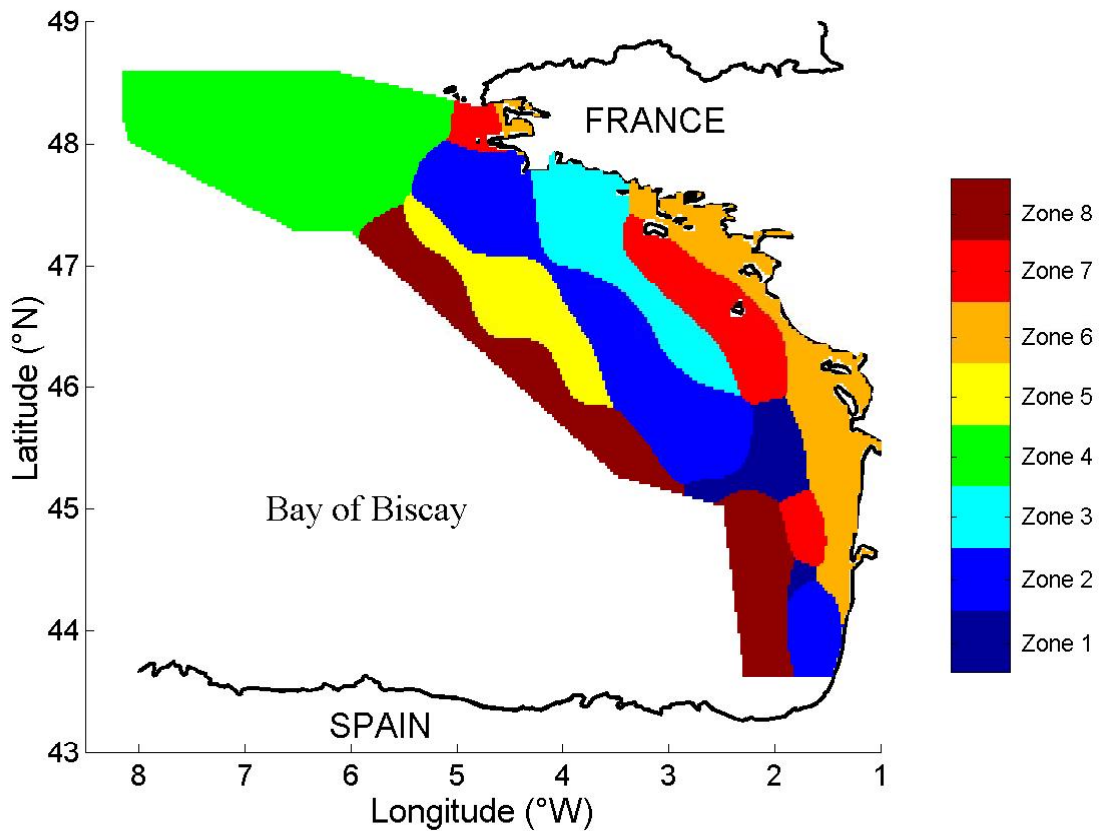 49
48
47
46
45
44
43
Latitude (°N)
FRANCE
Bay of Biscay
SPAIN
8 7 6 5 4 3 2 1
Longitude (°W)
Zone 8
Zone 7
Zone 6
Zone 5
Zone 4
Zone 3
Zone 2
Zone 1